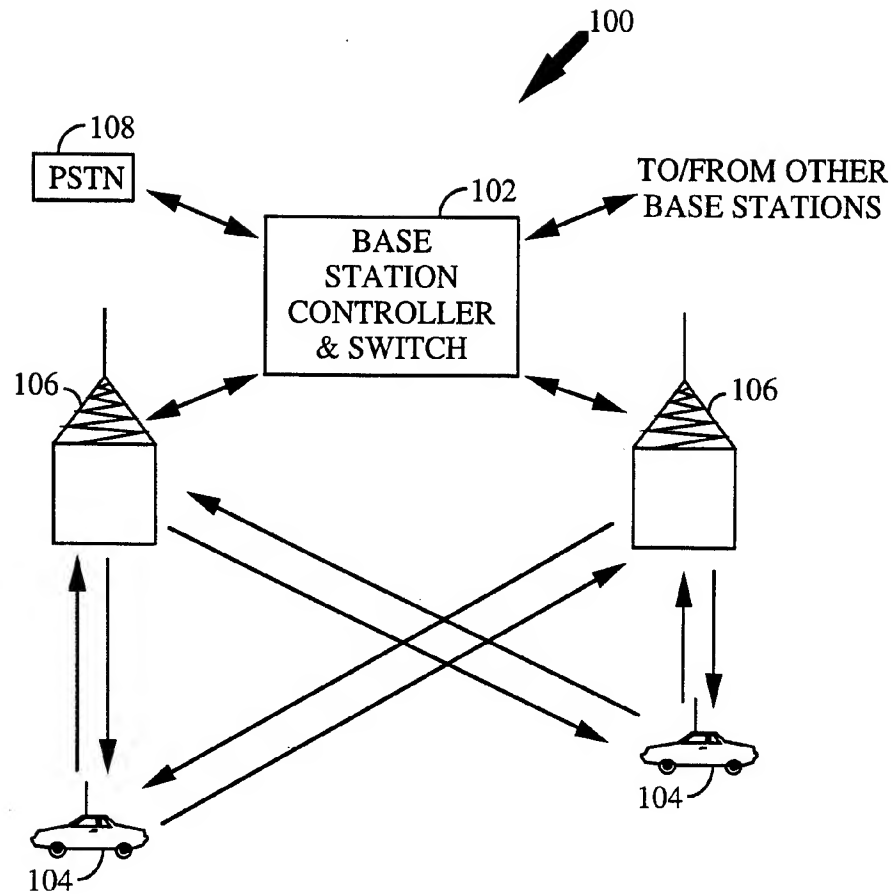 100
108
PSTN
102
TO/FROM OTHER
BASE STATIONS
BASE
STATION
CONTROLLER
& SWITCH
106
106
104
104